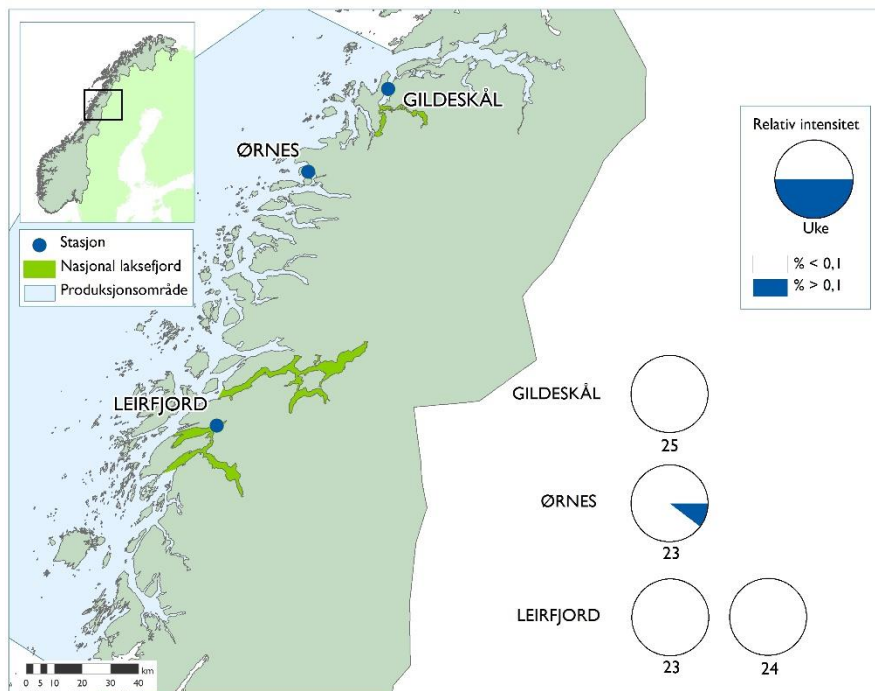 GILDESKÅL
ØRNES
Stasjon
Nasjonal laksefjord
Produksjonsområde
LEIRFJORD
0 5 10 20 30 40
km
Relativ intensitet
Uke
% < 0,1
% > 0,1
GILDESKÅL
25
ØRNES
23
LEIRFJORD
23 24